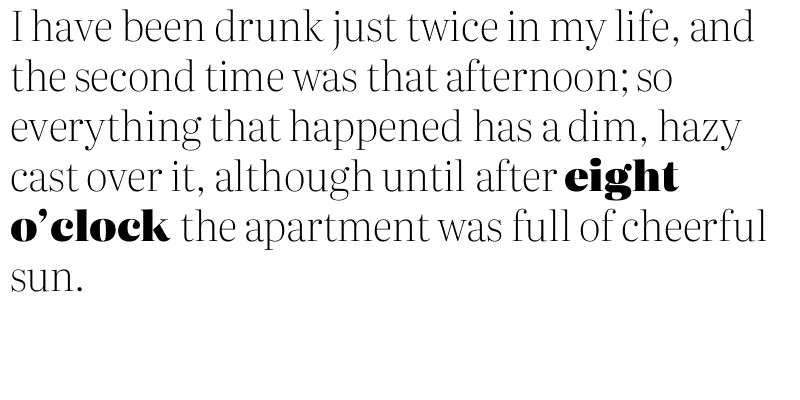 I have been drunk just twice in my life, and
the second time was that afternoon; so
everything that happened has a dim, hazy
cast over it, although until after eight
o’clock the apartment was full of cheerful
sun.